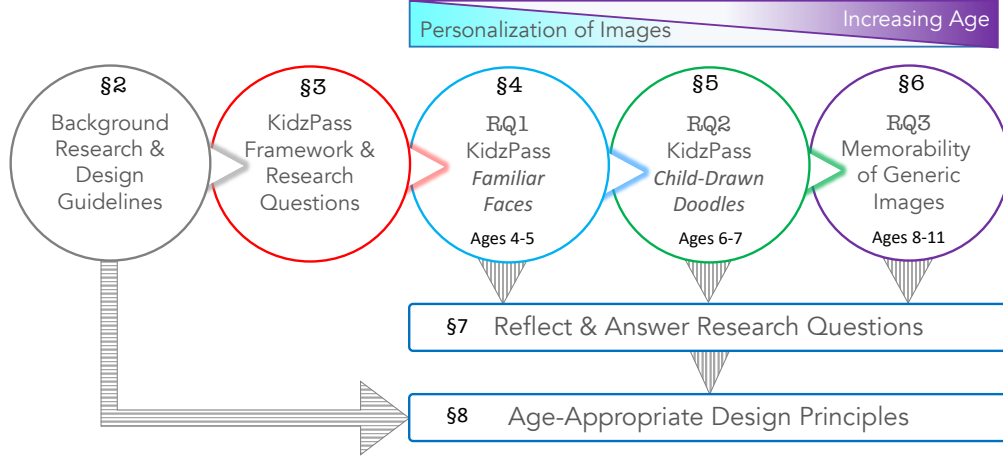 Personalization of Images
Increasing Age
§2
Background
Research &
Design
Guidelines
§3
KidzPass
Framework &
Research
Questions
§4
RQ1
KidzPass
Familiar
Faces
Ages 4-5
§5
RQ2
KidzPass
Child-Drawn
Doodles
Ages 6-7
§6
RQ3
Memorability
of Generic
Images
Ages 8-11
§7 Reflect & Answer Research Questions
§8 Age-Appropriate Design Principles